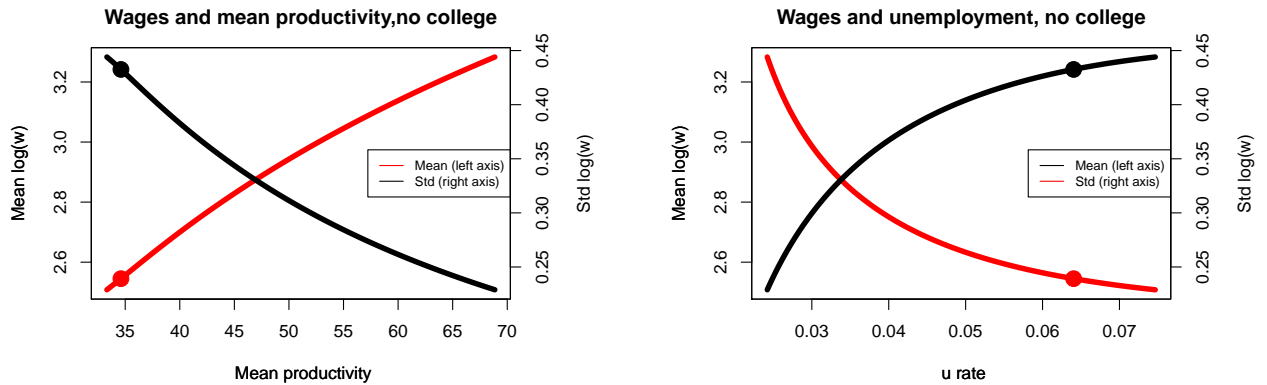 Wages and mean productivity,no college
Mean log(w)
2.6 2.8 3.0 3.2
0.25 0.30 0.35 0.40 0.45
Std log(w)
Mean (left axis)
Std (right axis)
35 40 45 50 55 60 65 70
Mean productivity
Wages and unemployment, no college
Mean log(w)
2.6 2.8 3.0 3.2
0.25 0.30 0.35 0.40 0.45
Std log(w)
Mean (left axis)
Std (right axis)
0.03 0.04 0.05 0.06 0.07
u rate